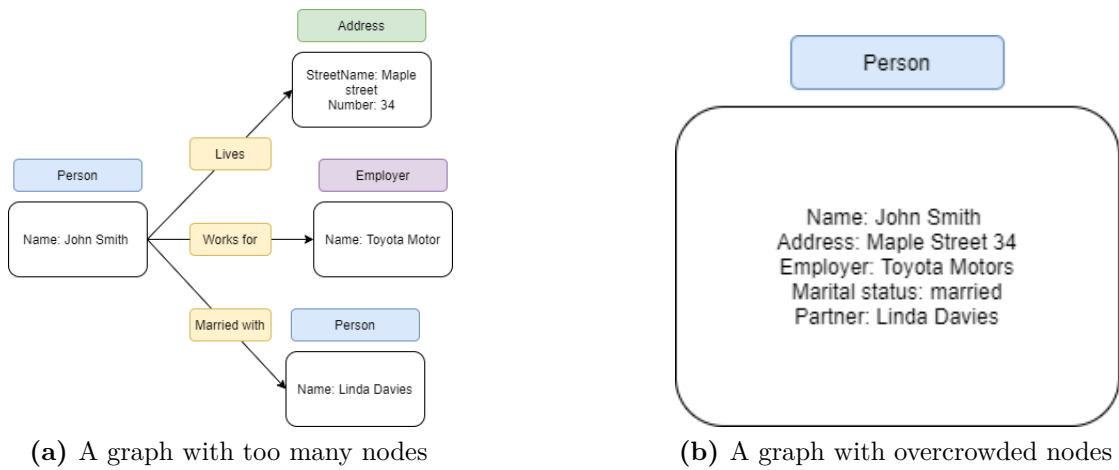 Address
StreetName: Maple
street
Number: 34
Lives
Person
Employer
Name: John Smith
Works for
Name: Toyota Motor
Married with
Person
Name: Linda Davies
(a) A graph with too many nodes
Person
Name: John Smith
Address: Maple Street 34
Employer: Toyota Motors
Marital status: married
Partner: Linda Davies
(b) A graph with overcrowded nodes